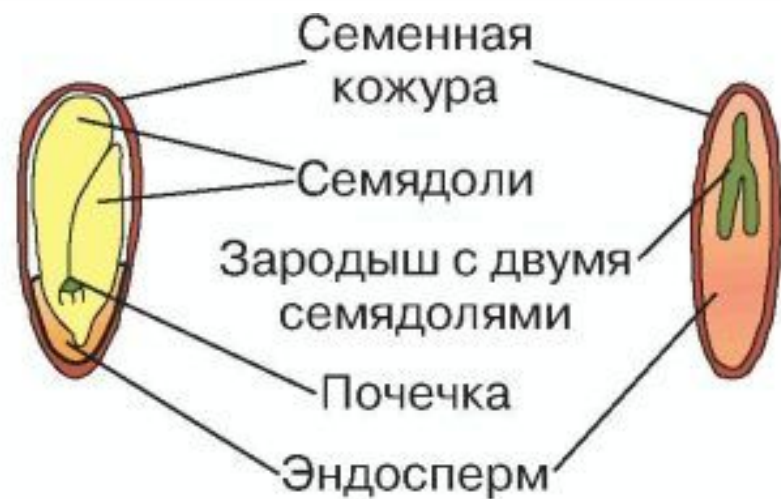 Семенная
кожура
Семядоли
Зародыш с двумя
семядолями
Почечка
Эндосперм